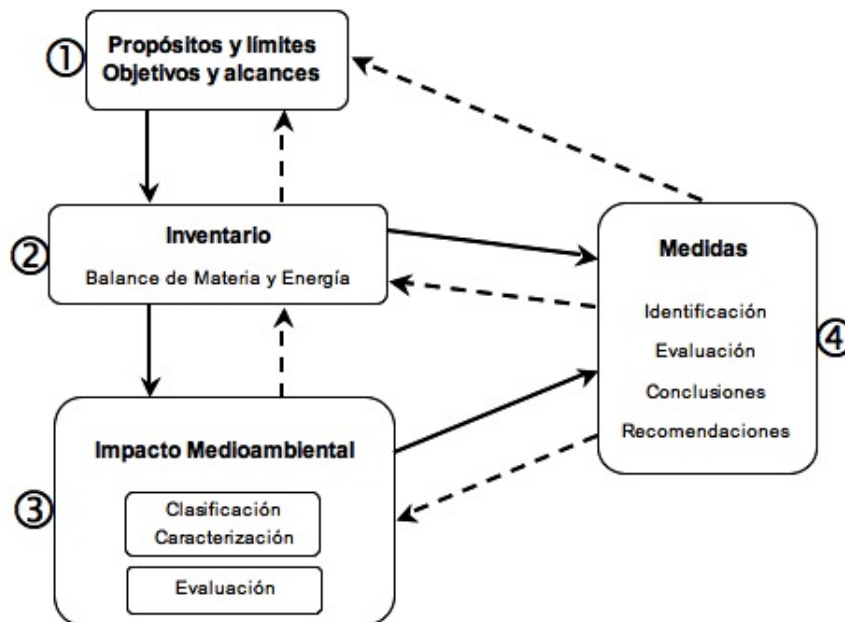 ①
Propósitos y límites
Objetivos y alcances
②
Inventario
Balance de Materia y Energía
③
Impacto Medioambiental
Clasificación
Caracterización
Evaluación
④
Medidas
Identificación
Evaluación
Conclusiones
Recomendaciones